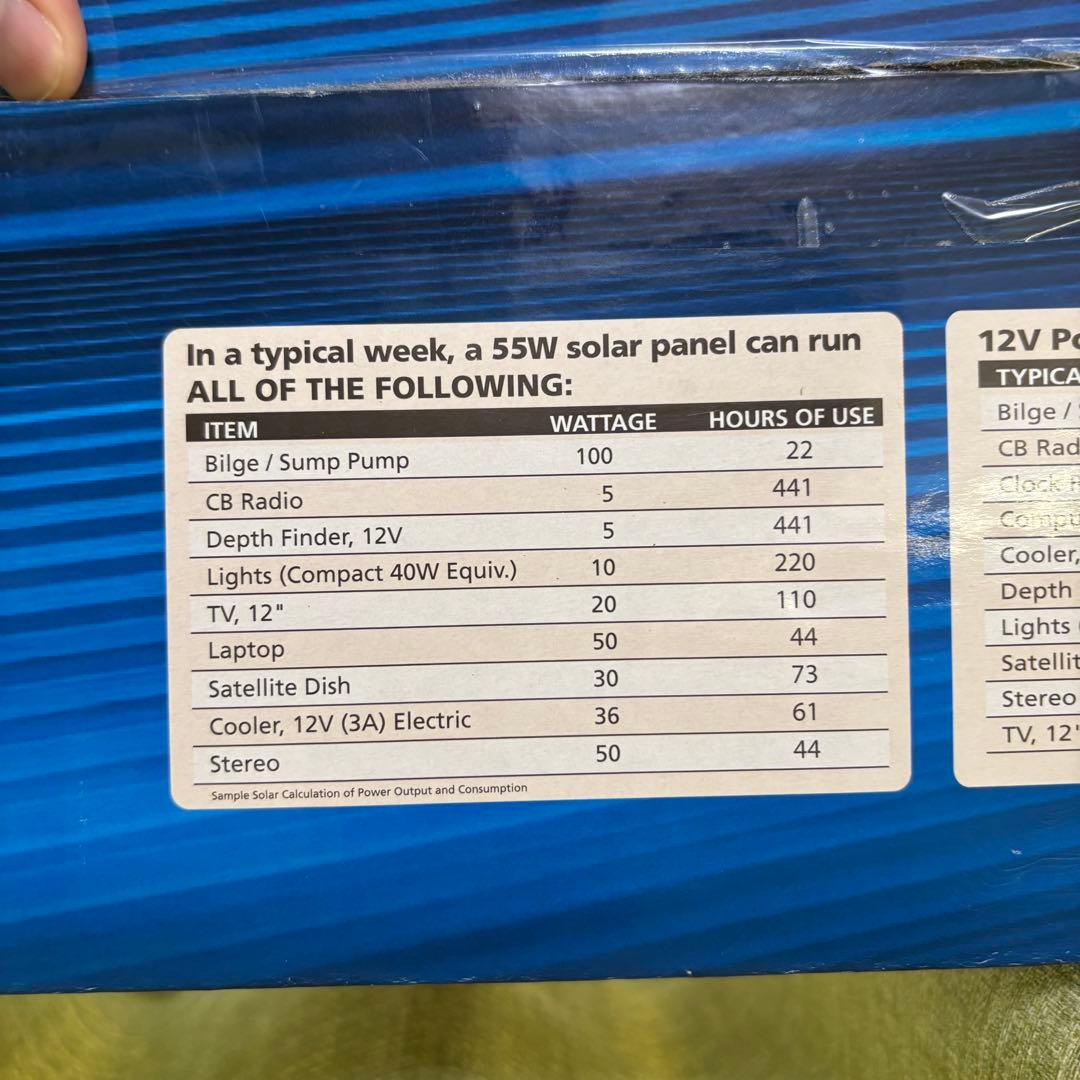 In a typical week, a 55W solar panel can run
ALL OF THE FOLLOWING:
ITEM WATTAGE HOURS OF USE
Bilge / Sump Pump 100 22
CB Radio 5 441
Depth Finder, 12V 5 441
Lights (Compact 40W Equiv.) 10 220
TV, 12" 20 110
Laptop 50 44
Satellite Dish 30 73
Cooler, 12V (3A) Electric 36 61
Stereo 50 44
Sample Solar Calculation of Power Output and Consumption
12V
Bilge /
CB
Clock
Cooler,
Depth
Lights
Stereo
TV, 12"